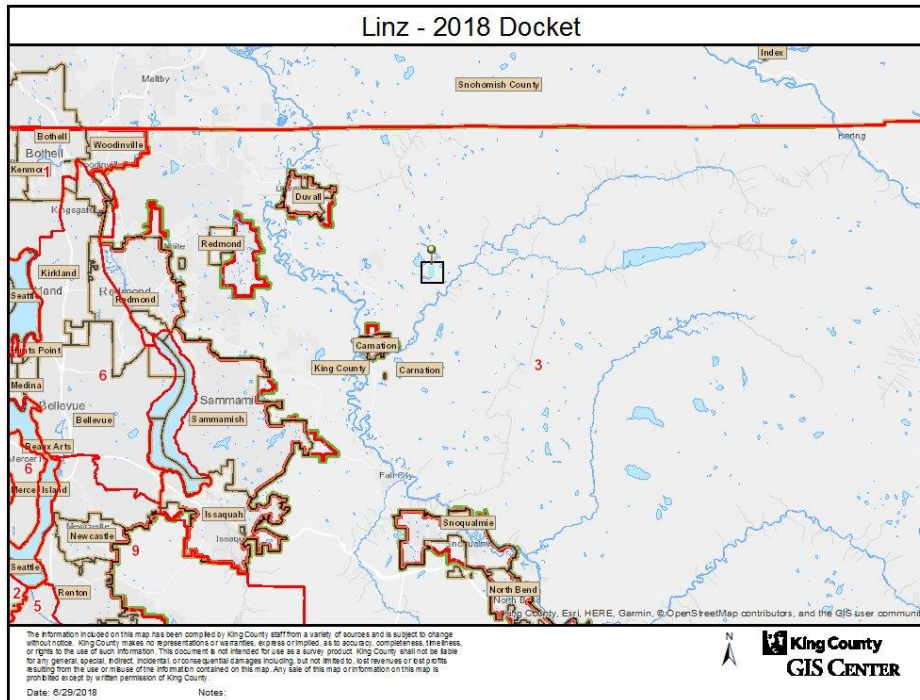 Linz - 2018 Docket
Index
Maltby
Snohomish County
Bothell
Woodinville
Baring
Bothell
Kenmore
1
Kingsgate
Duvall
Redmond
Kirkland
Seattle
Redmond
Redmond
Hunts Point
Carnation
King County
Carnation
3
Medina
6
Sammamish
Bellevue
Bellevue
Beaux Arts
6
Mercer Island
Fall City
Issaquah
Snoqualmie
Newcastle
Newcastle
9
Seattle
2
5
Renton
North Bend
King County, Esri, HERE, Garmin, © OpenStreetMap contributors, and the GIS user community
The information included on this map has been compiled by King County staff from a variety of sources and is subject to change
without notice. King County makes no representations or warranties, express or implied, as to accuracy, completeness, timeliness,
or rights to the use of such information. This document is not intended for use as a survey product. King County shall not be liable
for any general, special, indirect, incidental, or consequential damages including, but not limited to, lost revenues or lost profits
resulting from the use or misuse of the information contained on this map. Any sale of this map or information on this map is
prohibited except by written permission of King County.
Date: 6/29/2018 Notes:
N
King County
GIS CENTER